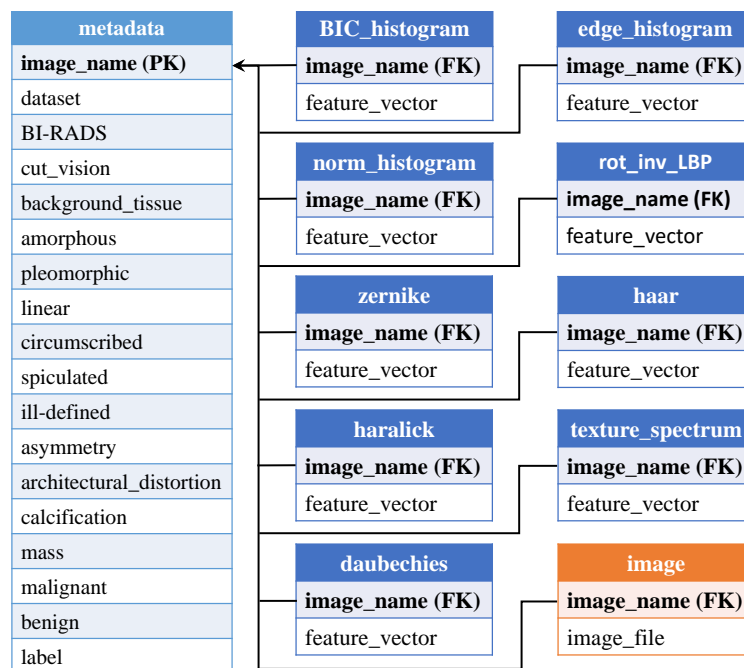 metadata
image_name (PK)
dataset
BI-RADS
cut_vision
background_tissue
amorphous
pleomorphic
linear
circumscribed
spiculated
ill-defined
asymmetry
architectural_distortion
calcification
mass
malignant
benign
label
BIC_histogram
image_name (FK)
feature_vector
edge_histogram
image_name (FK)
feature_vector
norm_histogram
image_name (FK)
feature_vector
rot_inv_LBP
image_name (FK)
feature_vector
zernike
image_name (FK)
feature_vector
haar
image_name (FK)
feature_vector
haralick
image_name (FK)
feature_vector
texture_spectrum
image_name (FK)
feature_vector
daubechies
image_name (FK)
feature_vector
image
image_name (FK)
image_file